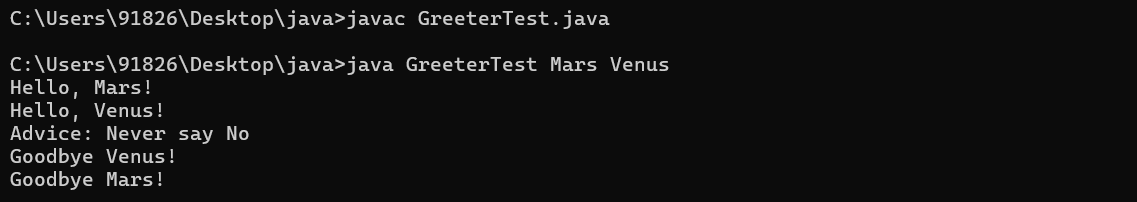 C:\Users\91826\Desktop\java>javac GreeterTest.java
C:\Users\91826\Desktop\java>java GreeterTest Mars Venus
Hello, Mars!
Hello, Venus!
Advice: Never say No
Goodbye Venus!
Goodbye Mars!